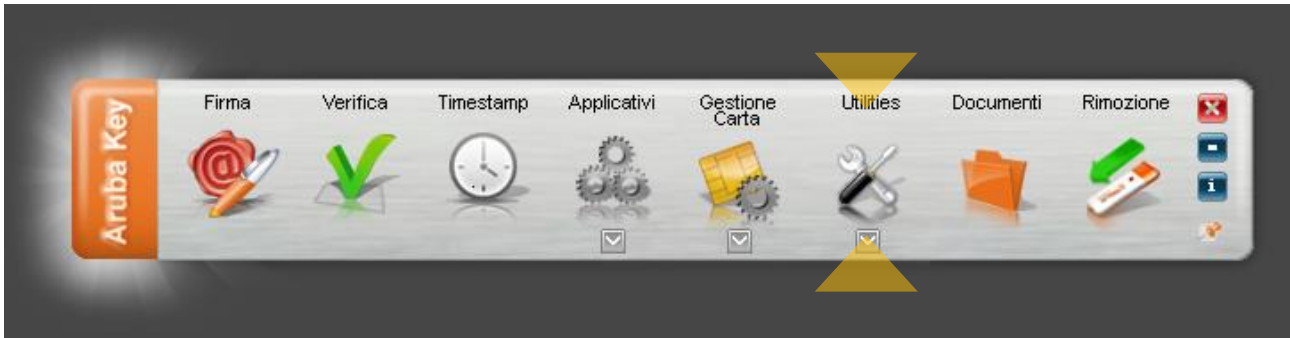 Aruba Key
Firma
Verifica
Timestamp
Applicativi
Gestione
Carta
Utilities
Documenti
Rimozione